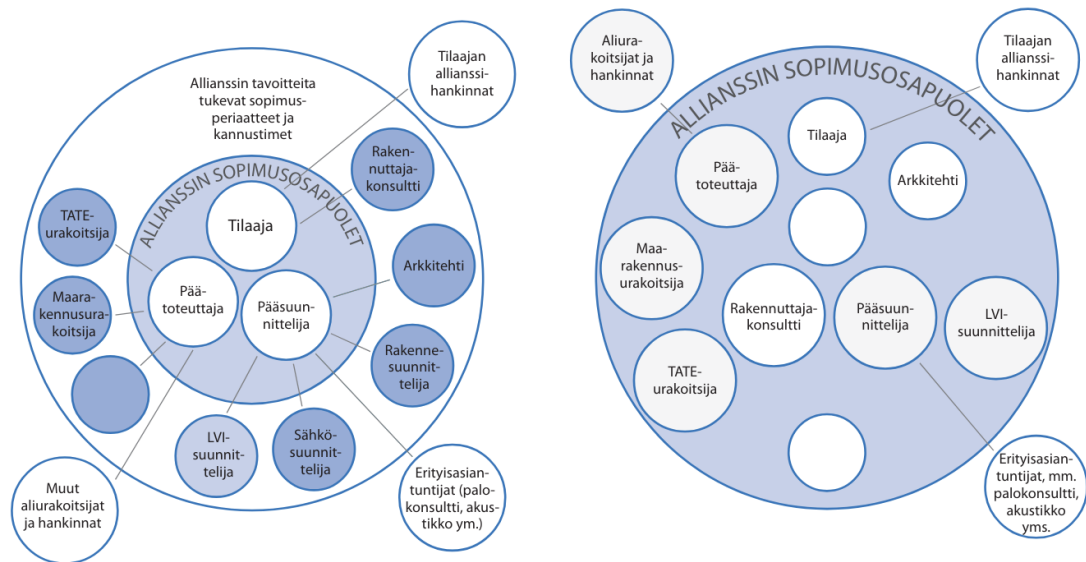 Allianssin tavoitteita
tukevat sopimus-
periaatteet ja
kannustimet
Tilaajan
allianssi-
hankinnat
ALLIANSSIN SOPIMUSOSAPUOLET
Raken-
nuttaja-
konsultti
TATE-
urakoitsija
Tilaaja
Arkkitehti
Maara-
kennusura-
koitsija
Pää-
toteuttaja
Pääsuun-
nittelija
Rakenne-
suunnit-
telija
LVI-
suunnit-
telija
Sähkö-
suunnit-
telija
Muut
aliurakoitsijat
ja hankinnat
Erityisasian-
tuntijat (palo-
konsultti, akus-
tikko ym.)
Aliura-
koitsijat ja
hankinnat
Tilaajan
allianssi-
hankinnat
ALLIANSSIN SOPIMUSOSAPUOLET
Tilaaja
Pää-
toteuttaja
Arkkitehti
Maa-
rakennus-
urakoitsija
Rakennuttaja-
konsultti
Pääsuun-
nittelija
LVI-
suunnittelija
TATE-
urakoitsija
Erityisasian-
tuntijat, mm.
palokonsultti,
akustikko
yms.